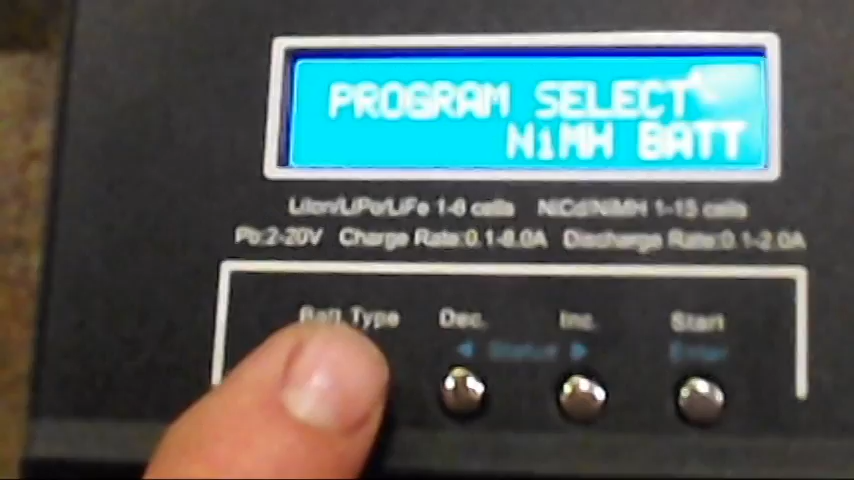 PROGRAM SELECT
NiMH BATT
LiIon/LiPo/LiFe 1-6 cells NiCd/NiMH 1-15 cells
Pb:2-20V Charge Rate:0.1-8.0A Discharge Rate:0.1-2.0A
Batt Type Dec. Inc. Start
◀ Status ▶ Enter